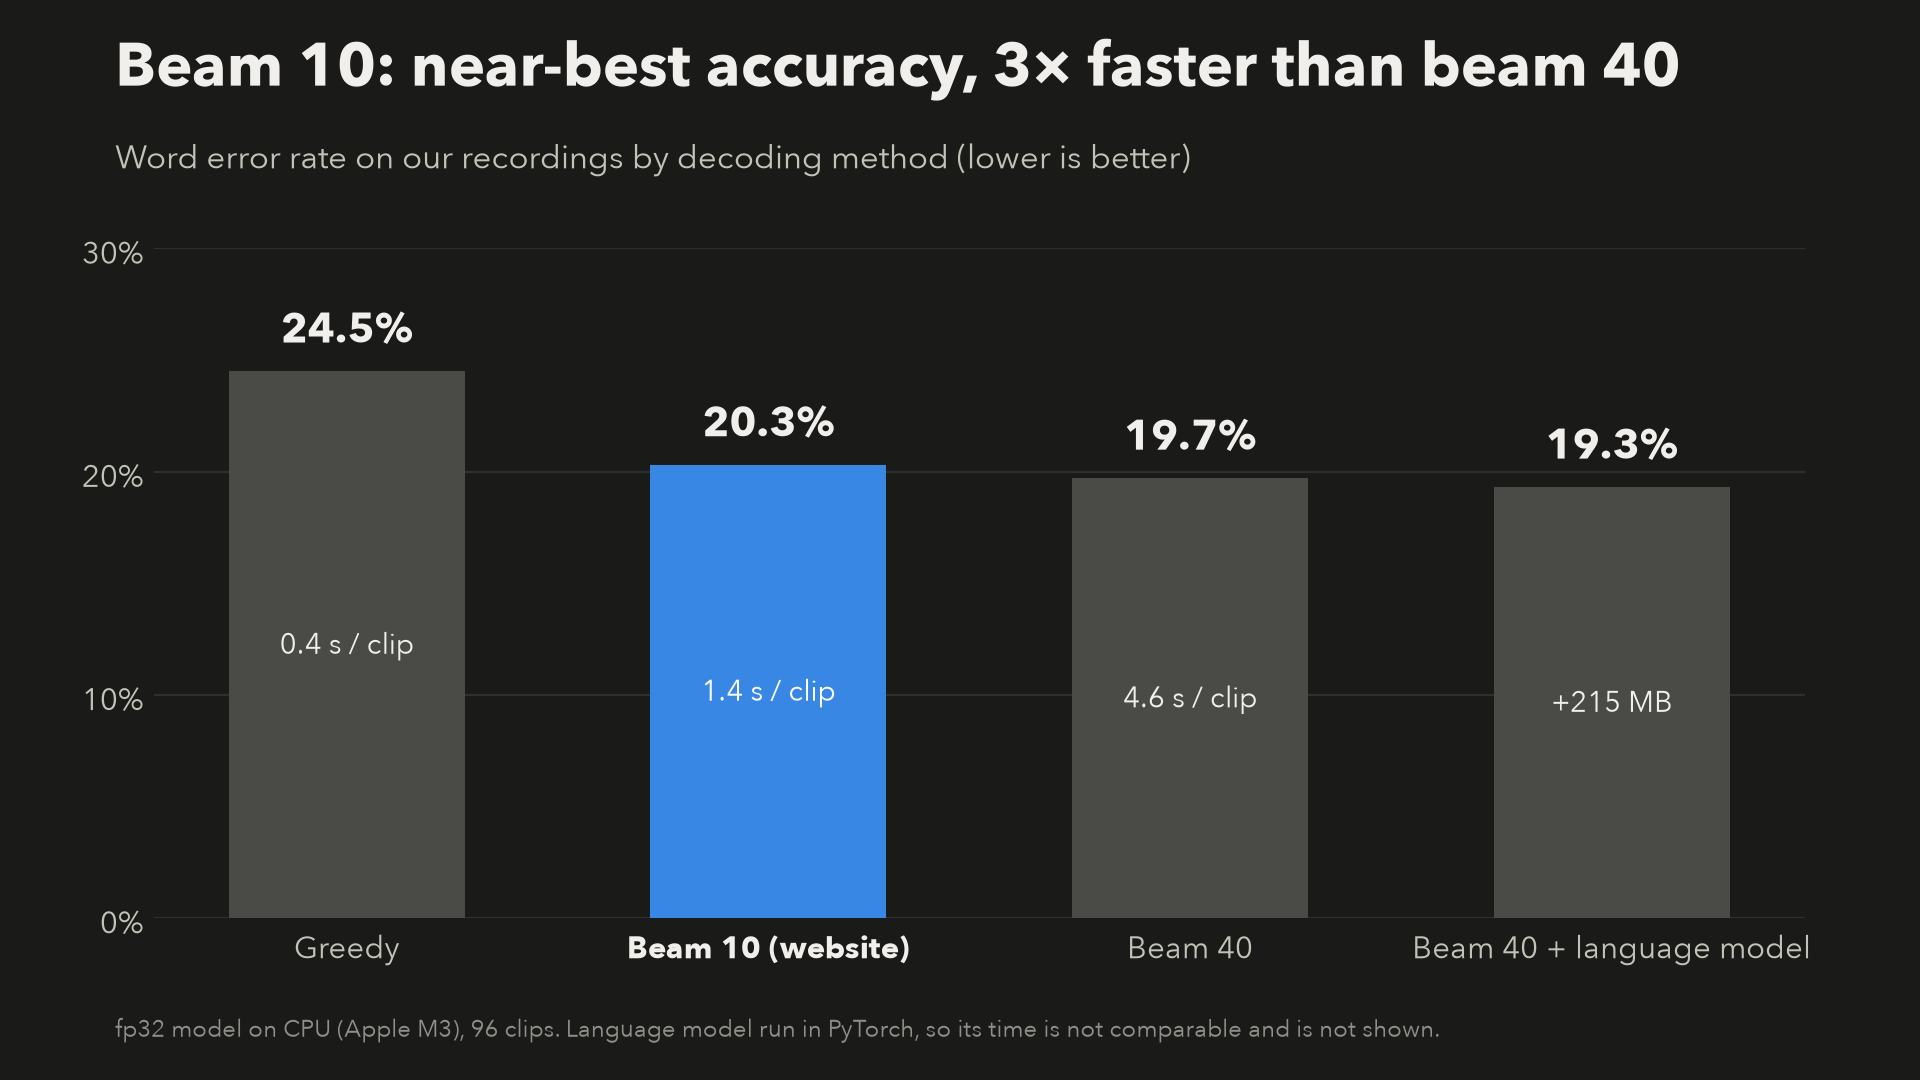 Beam 10: near-best accuracy, 3× faster than beam 40
Word error rate on our recordings by decoding method (lower is better)
30%
24.5%
20.3%
19.7%
19.3%
20%
0.4 s / clip
1.4 s / clip
4.6 s / clip
+215 MB
10%
0%
Greedy
Beam 10 (website)
Beam 40
Beam 40 + language model
fp32 model on CPU (Apple M3), 96 clips. Language model run in PyTorch, so its time is not comparable and is not shown.